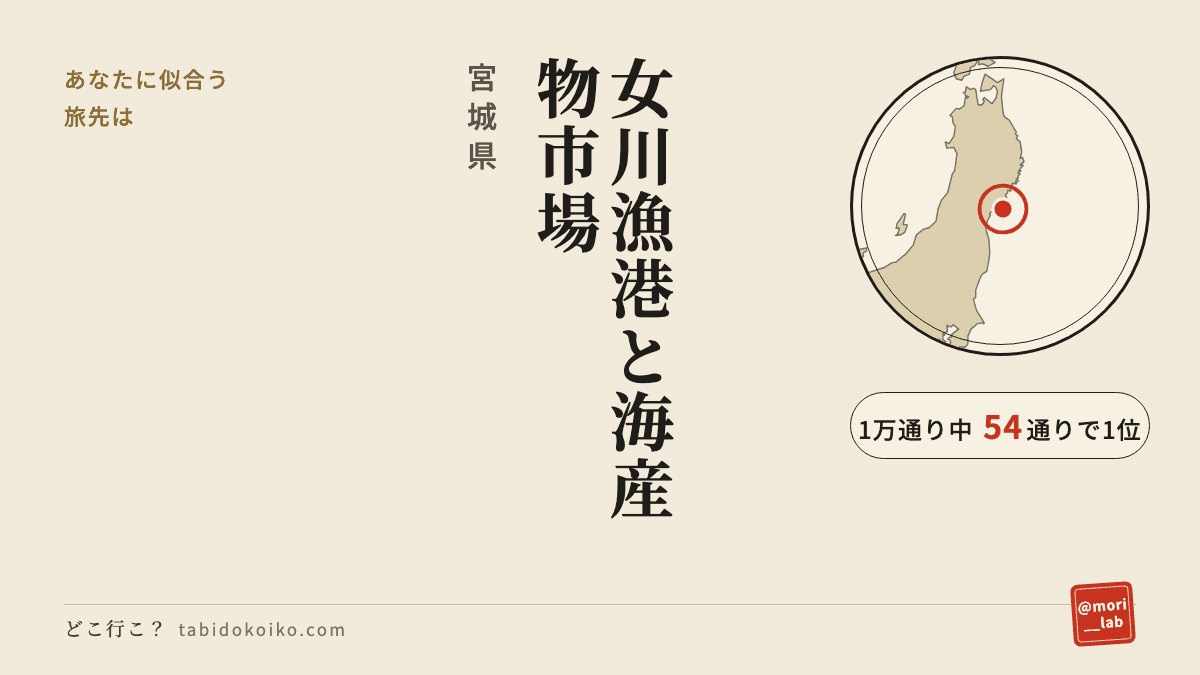 あなたに似合う
旅先は
女川漁港と海産
物市場
宮城県
1万通り中 54通りで1位
どこ行こ？ tabidokoiko.com
@mori
__lab